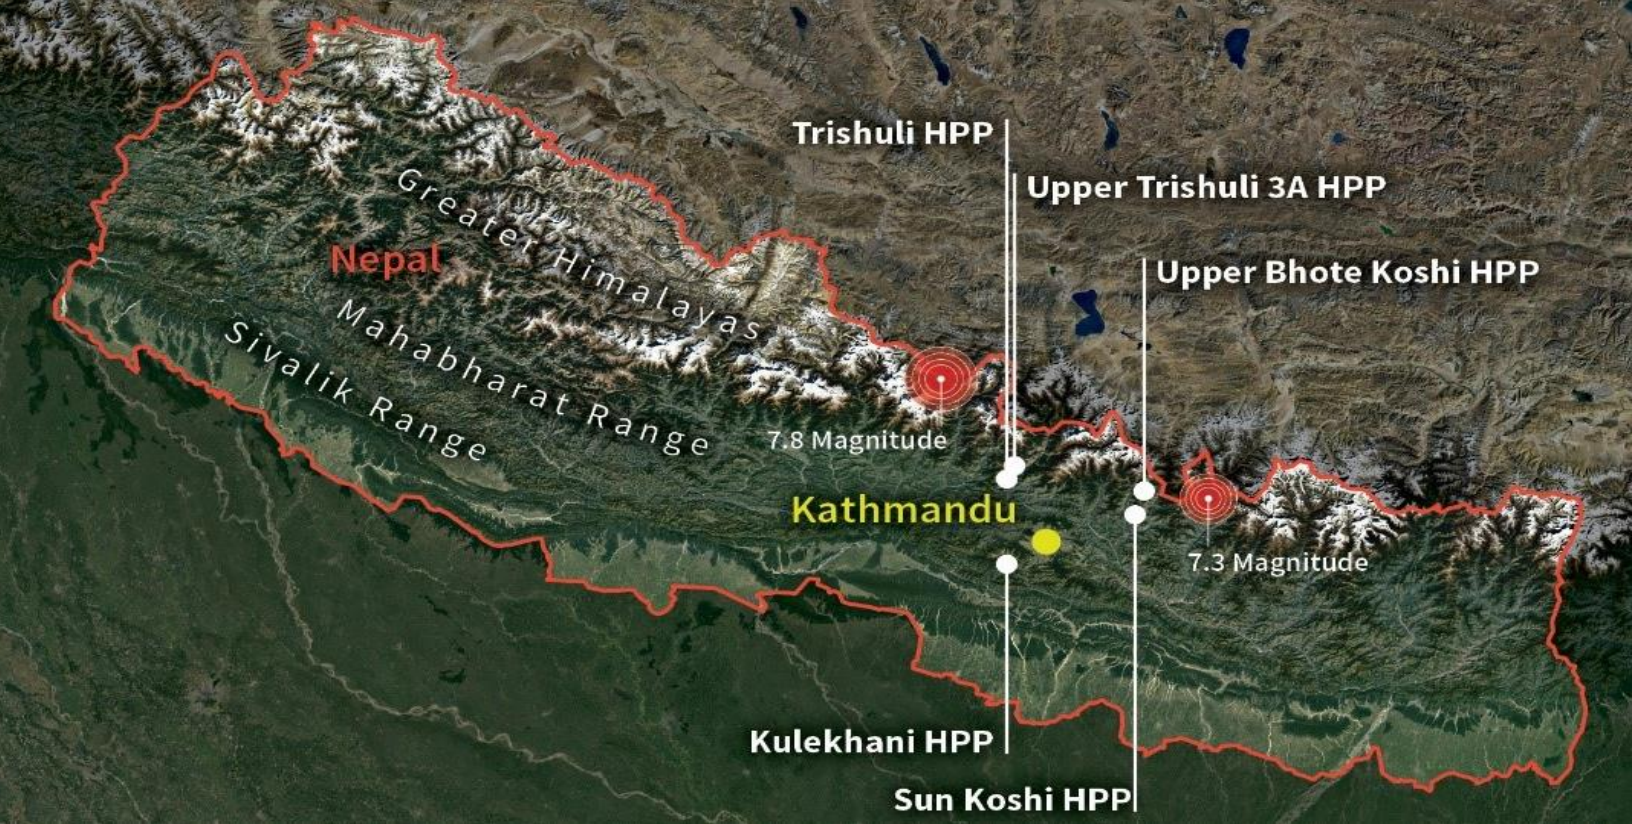 Trishuli HPP
Upper Trishuli 3A HPP
Greater Himalayas
Nepal
Upper Bhote Koshi HPP
Mahabharat Range
Sivalik Range
7.8 Magnitude
Kathmandu
7.3 Magnitude
Kulekhani HPP
Sun Koshi HPP